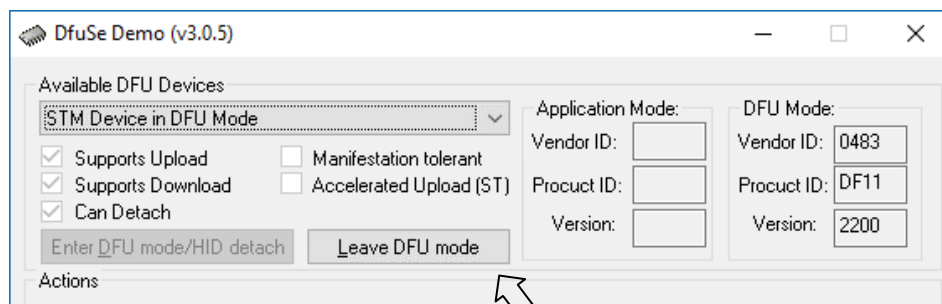 DfuSe Demo (v3.0.5)
Available DFU Devices
STM Device in DFU Mode
Supports Upload
Manifestation tolerant
Supports Download
Accelerated Upload (ST)
Can Detach
Enter DFU mode/HID detach
Leave DFU mode
Application Mode:
Vendor ID:
Procuct ID:
Version:
DFU Mode:
Vendor ID: 0483
Procuct ID: DF11
Version: 2200
Actions